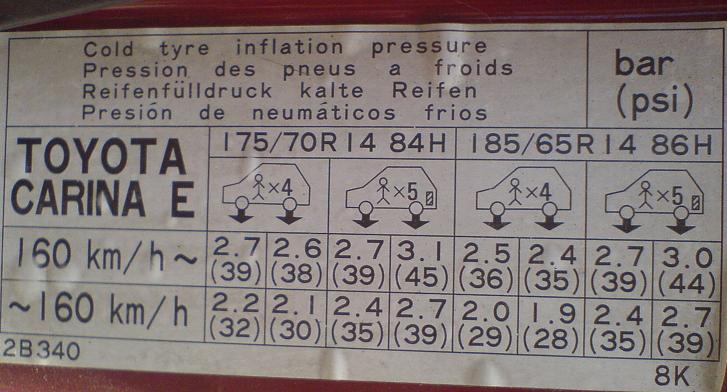 Cold tyre inflation pressure
Pression des pneus a froids
Reifenfülldruck kalte Reifen
Presión de neumáticos frios
bar
(psi)
TOYOTA
CARINA E
175/70R14 84H 185/65R14 86H
×4 ×5 ×4 ×5
160 km/h~ 2.7 2.6 2.7 3.1 2.5 2.4 2.7 3.0
(39) (38) (39) (45) (36) (35) (39) (44)
~160 km/h 2.2 2.1 2.4 2.7 2.0 1.9 2.4 2.7
(32) (30) (35) (39) (29) (28) (35) (39)
2B340
8K